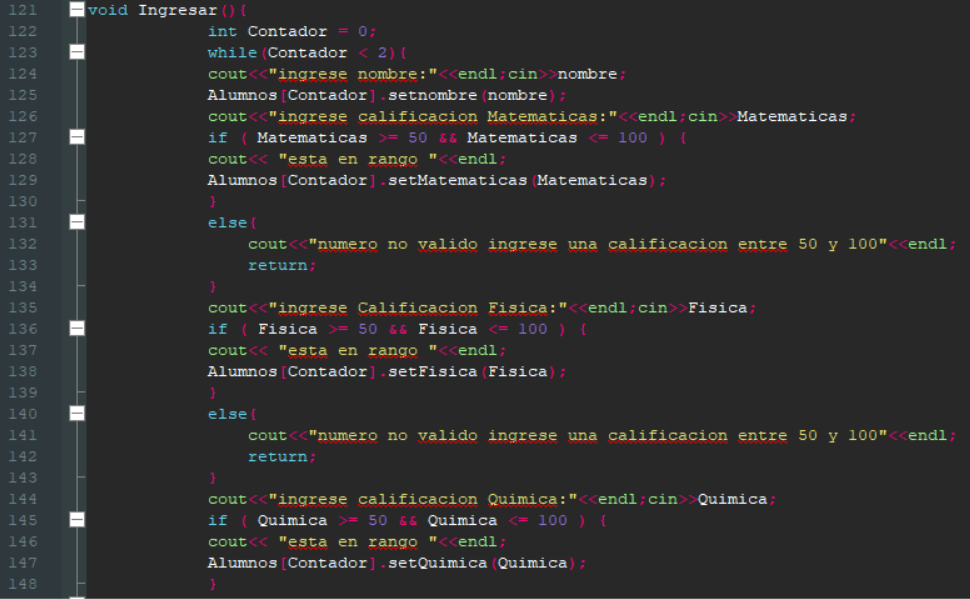 121 void Ingresar(){
122 int Contador = 0;
123 while(Contador < 2){
124 cout<<"ingrese nombre:"<<endl;cin>>nombre;
125 Alumnos[Contador].setnombre(nombre);
126 cout<<"ingrese calificacion Matematicas:"<<endl;cin>>Matematicas;
127 if ( Matematicas >= 50 && Matematicas <= 100 ) {
128 cout<< "esta en rango "<<endl;
129 Alumnos[Contador].setMatematicas(Matematicas);
130 }
131 else{
132 cout<<"numero no valido ingrese una calificacion entre 50 y 100"<<endl;
133 return;
134 }
135 cout<<"ingrese Calificacion Fisica:"<<endl;cin>>Fisica;
136 if ( Fisica >= 50 && Fisica <= 100 ) {
137 cout<< "esta en rango "<<endl;
138 Alumnos[Contador].setFisica(Fisica);
139 }
140 else{
141 cout<<"numero no valido ingrese una calificacion entre 50 y 100"<<endl;
142 return;
143 }
144 cout<<"ingrese calificacion Quimica:"<<endl;cin>>Quimica;
145 if ( Quimica >= 50 && Quimica <= 100 ) {
146 cout<< "esta en rango "<<endl;
147 Alumnos[Contador].setQuimica(Quimica);
148 }